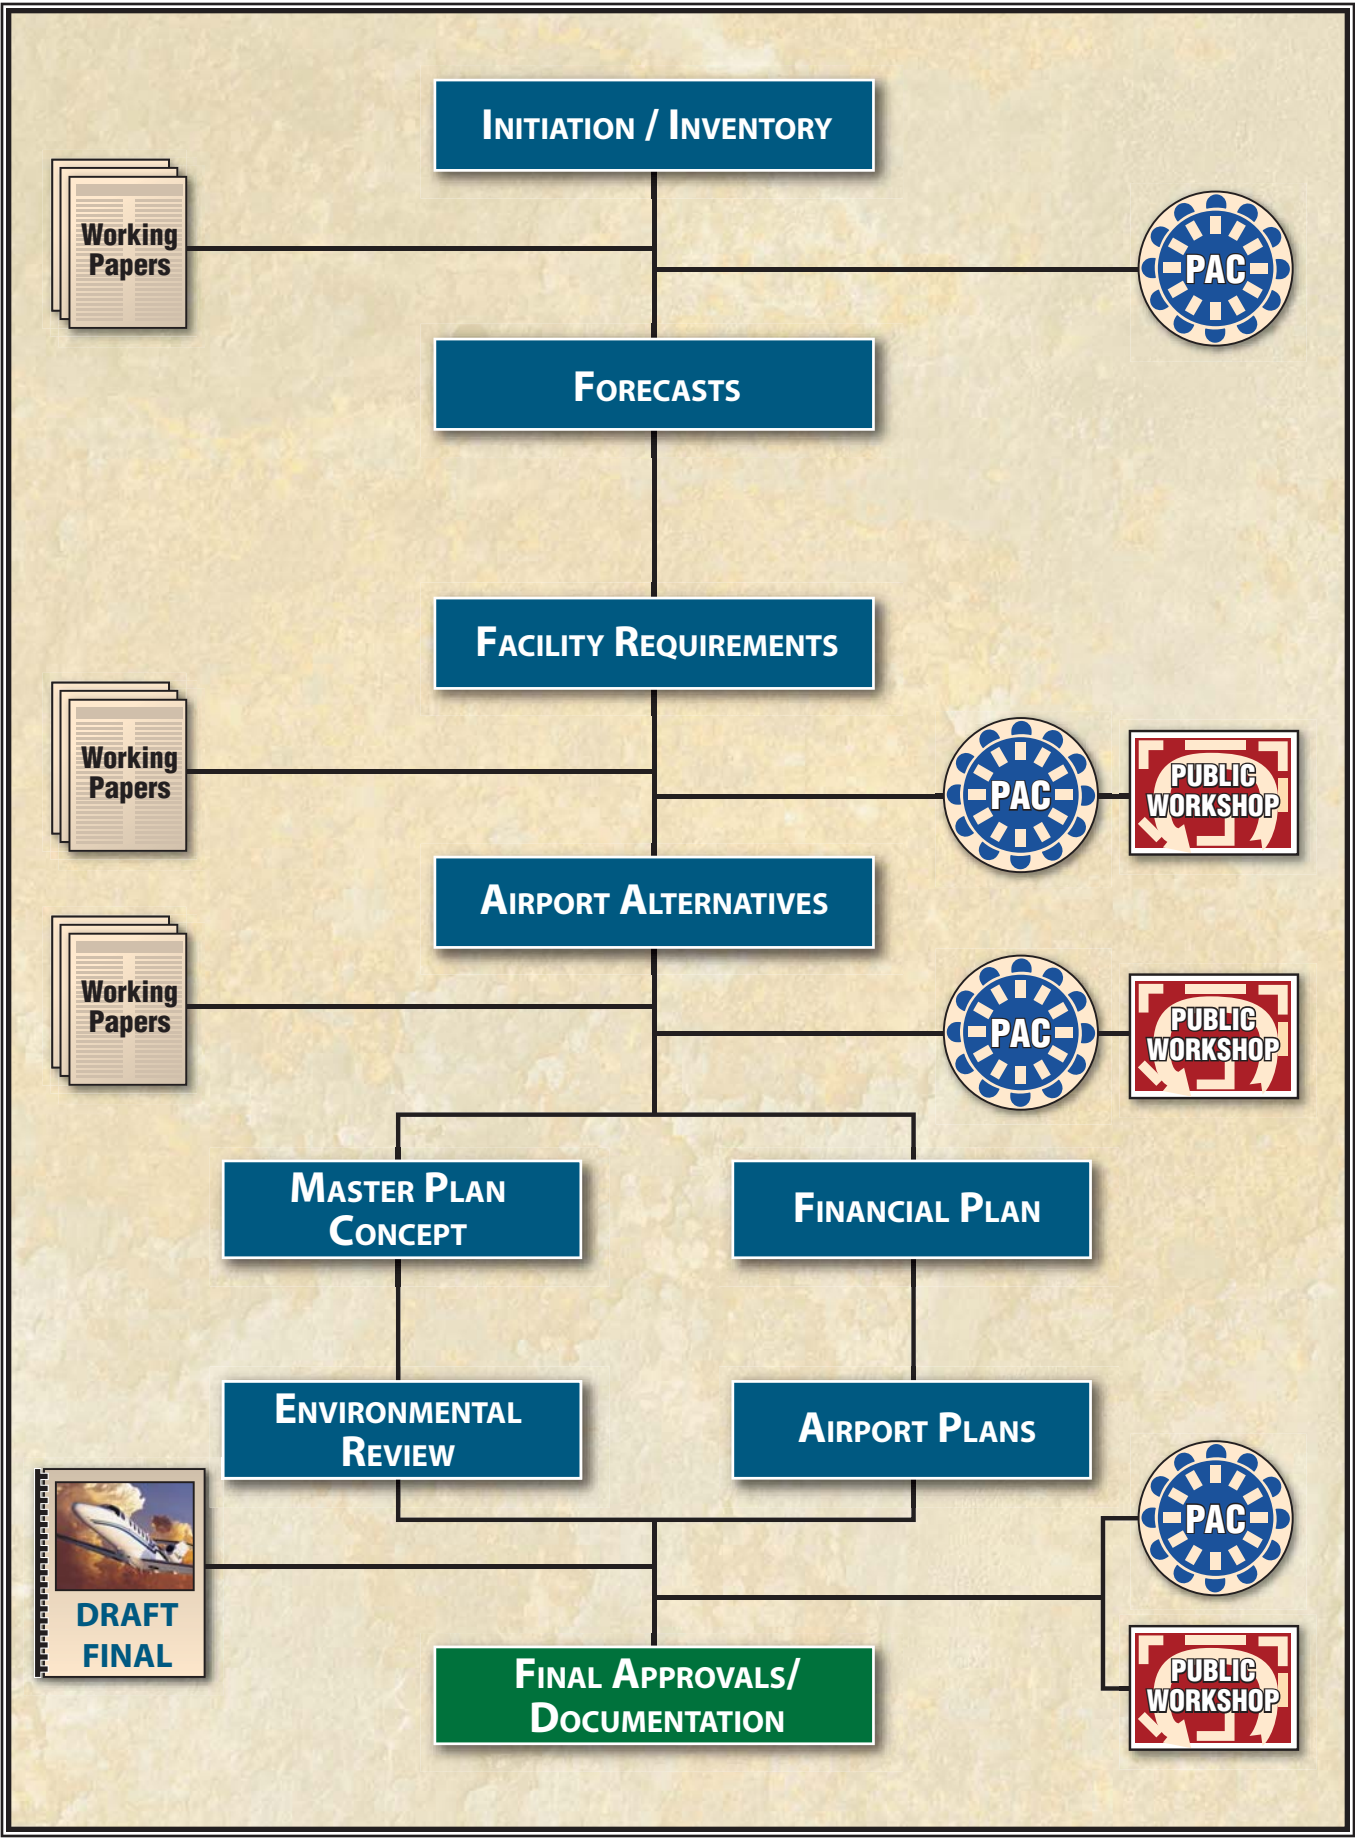 INITIATION / INVENTORY
Working
Papers
PAC
FORECASTS
FACILITY REQUIREMENTS
Working
Papers
PAC
PUBLIC
WORKSHOP
AIRPORT ALTERNATIVES
Working
Papers
PAC
PUBLIC
WORKSHOP
MASTER PLAN
CONCEPT
FINANCIAL PLAN
ENVIRONMENTAL
REVIEW
AIRPORT PLANS
PAC
DRAFT
FINAL
FINAL APPROVALS/
DOCUMENTATION
PUBLIC
WORKSHOP